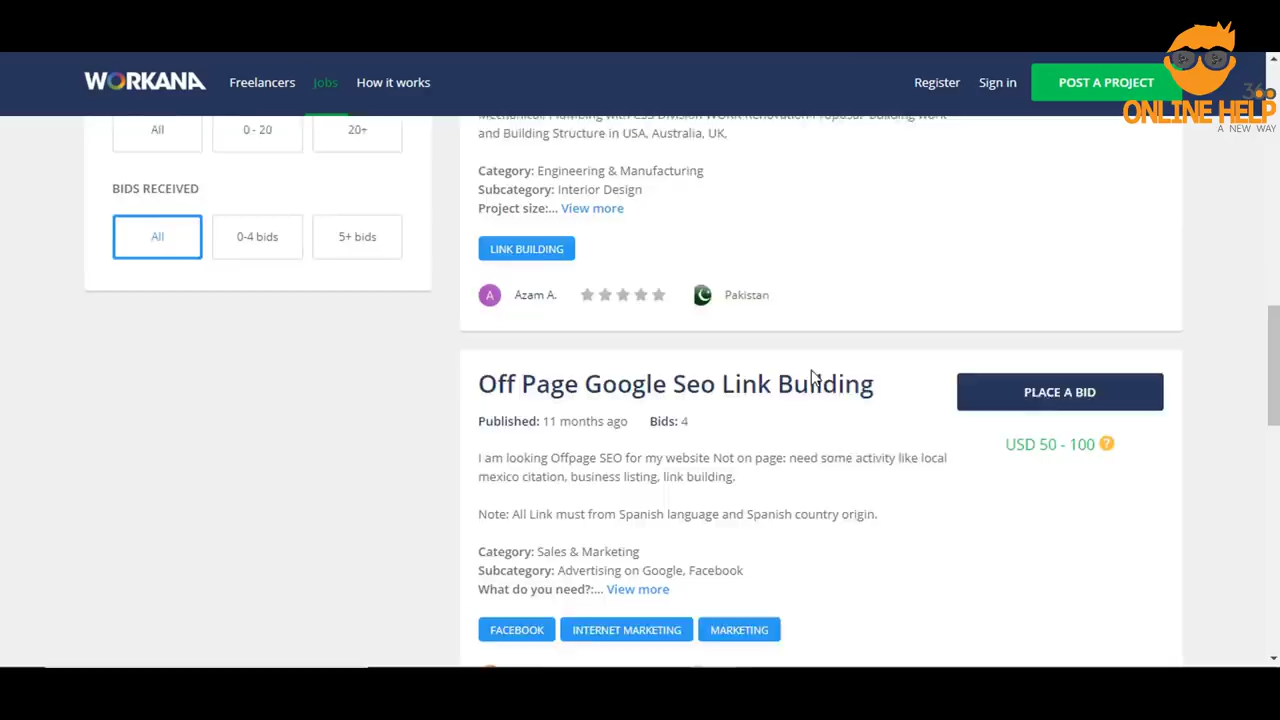 WORKANA
Freelancers
Jobs
How it works
Register
Sign in
POST A PROJECT
36
ONLINE HELP
A NEW WAY
All
0 - 20
20+
BIDS RECEIVED
All
0-4 bids
5+ bids
and Building Structure in USA, Australia, UK,
Category: Engineering & Manufacturing
Subcategory: Interior Design
Project size:... View more
LINK BUILDING
A
Azam A.
Pakistan
Off Page Google Seo Link Building
Published: 11 months ago Bids: 4
PLACE A BID
USD 50 - 100 ?
I am looking Offpage SEO for my website Not on page: need some activity like local
mexico citation, business listing, link building.
Note: All Link must from Spanish language and Spanish country origin.
Category: Sales & Marketing
Subcategory: Advertising on Google, Facebook
What do you need?:... View more
FACEBOOK
INTERNET MARKETING
MARKETING